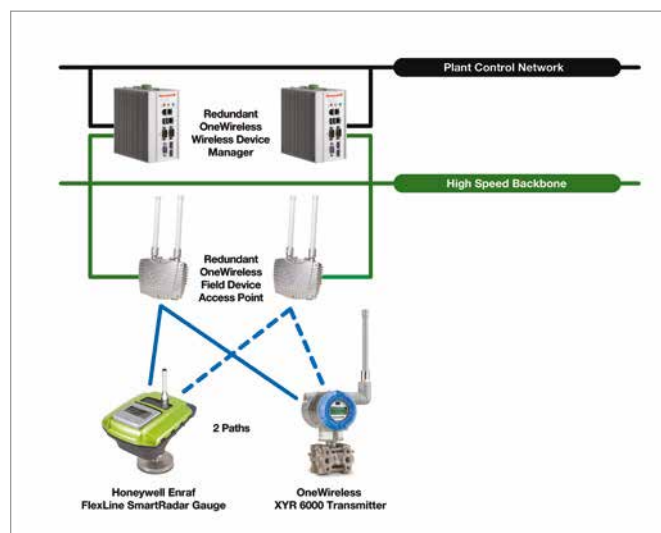 Plant Control Network
Redundant
OneWireless
Wireless Device
Manager
High Speed Backbone
Redundant
OneWireless
Field Device
Access Point
2 Paths
Honeywell Enraf
FlexLine SmartRadar Gauge
OneWireless
XYR 6000 Transmitter